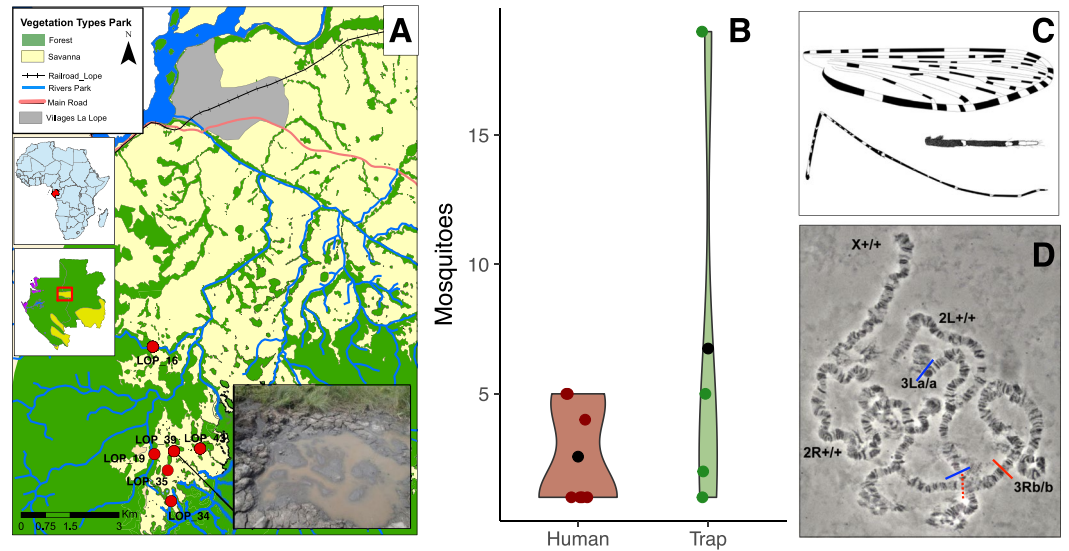 A
Vegetation Types Park
N
Forest
Savanna
Railroad_Lope
Rivers Park
Main Road
Villages La Lope
LOP_16
LOP_39
LOP_43
LOP_19
LOP_35
LOP_34
Km
0 0.75 1.5 3
B
Mosquitoes
15
10
5
Human
Trap
C
D
X+/+
2L+/+
3La/a
2R+/+
3Rb/b